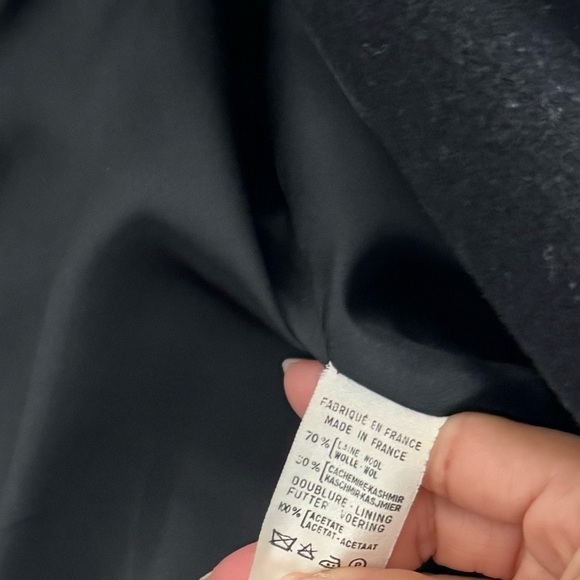 FABRIQUÉ EN FRANCE
MADE IN FRANCE
70% [LAINE-WOOL
WOLLE-WOL
30% [CACHEMIRE-KASHMIR
KASCHMIR-KASJMIER
DOUBLURE-LINING
FUTTER VOERING
100% [ACETATE
ACETAT-ACETAAT